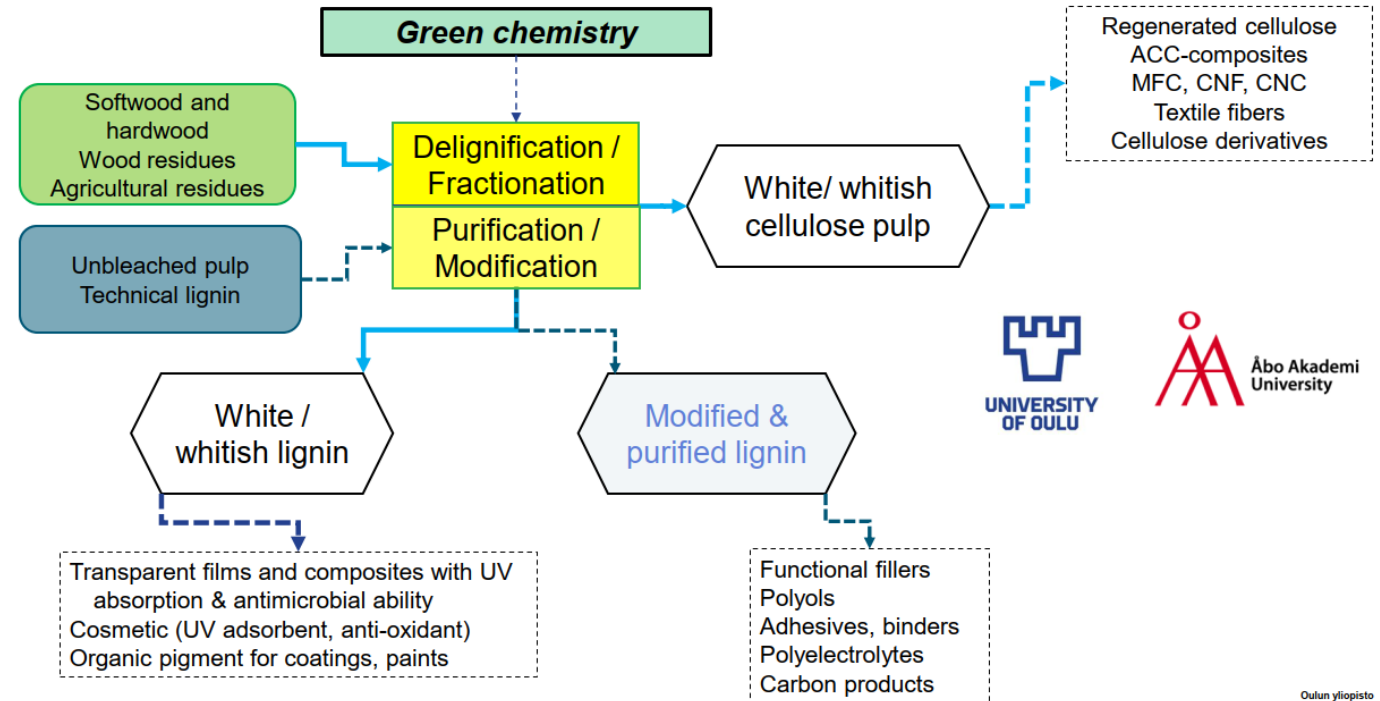 Green chemistry
Regenerated cellulose
ACC-composites
MFC, CNF, CNC
Textile fibers
Cellulose derivatives
Softwood and
hardwood
Wood residues
Agricultural residues
Delignification /
Fractionation
White/ whitish
cellulose pulp
Unbleached pulp
Technical lignin
Purification /
Modification
UNIVERSITY
OF OULU
Åbo Akademi
University
White /
whitish lignin
Modified &
purified lignin
Transparent films and composites with UV
absorption & antimicrobial ability
Cosmetic (UV adsorbent, anti-oxidant)
Organic pigment for coatings, paints
Functional fillers
Polyols
Adhesives, binders
Polyelectrolytes
Carbon products
Oulun yliopisto